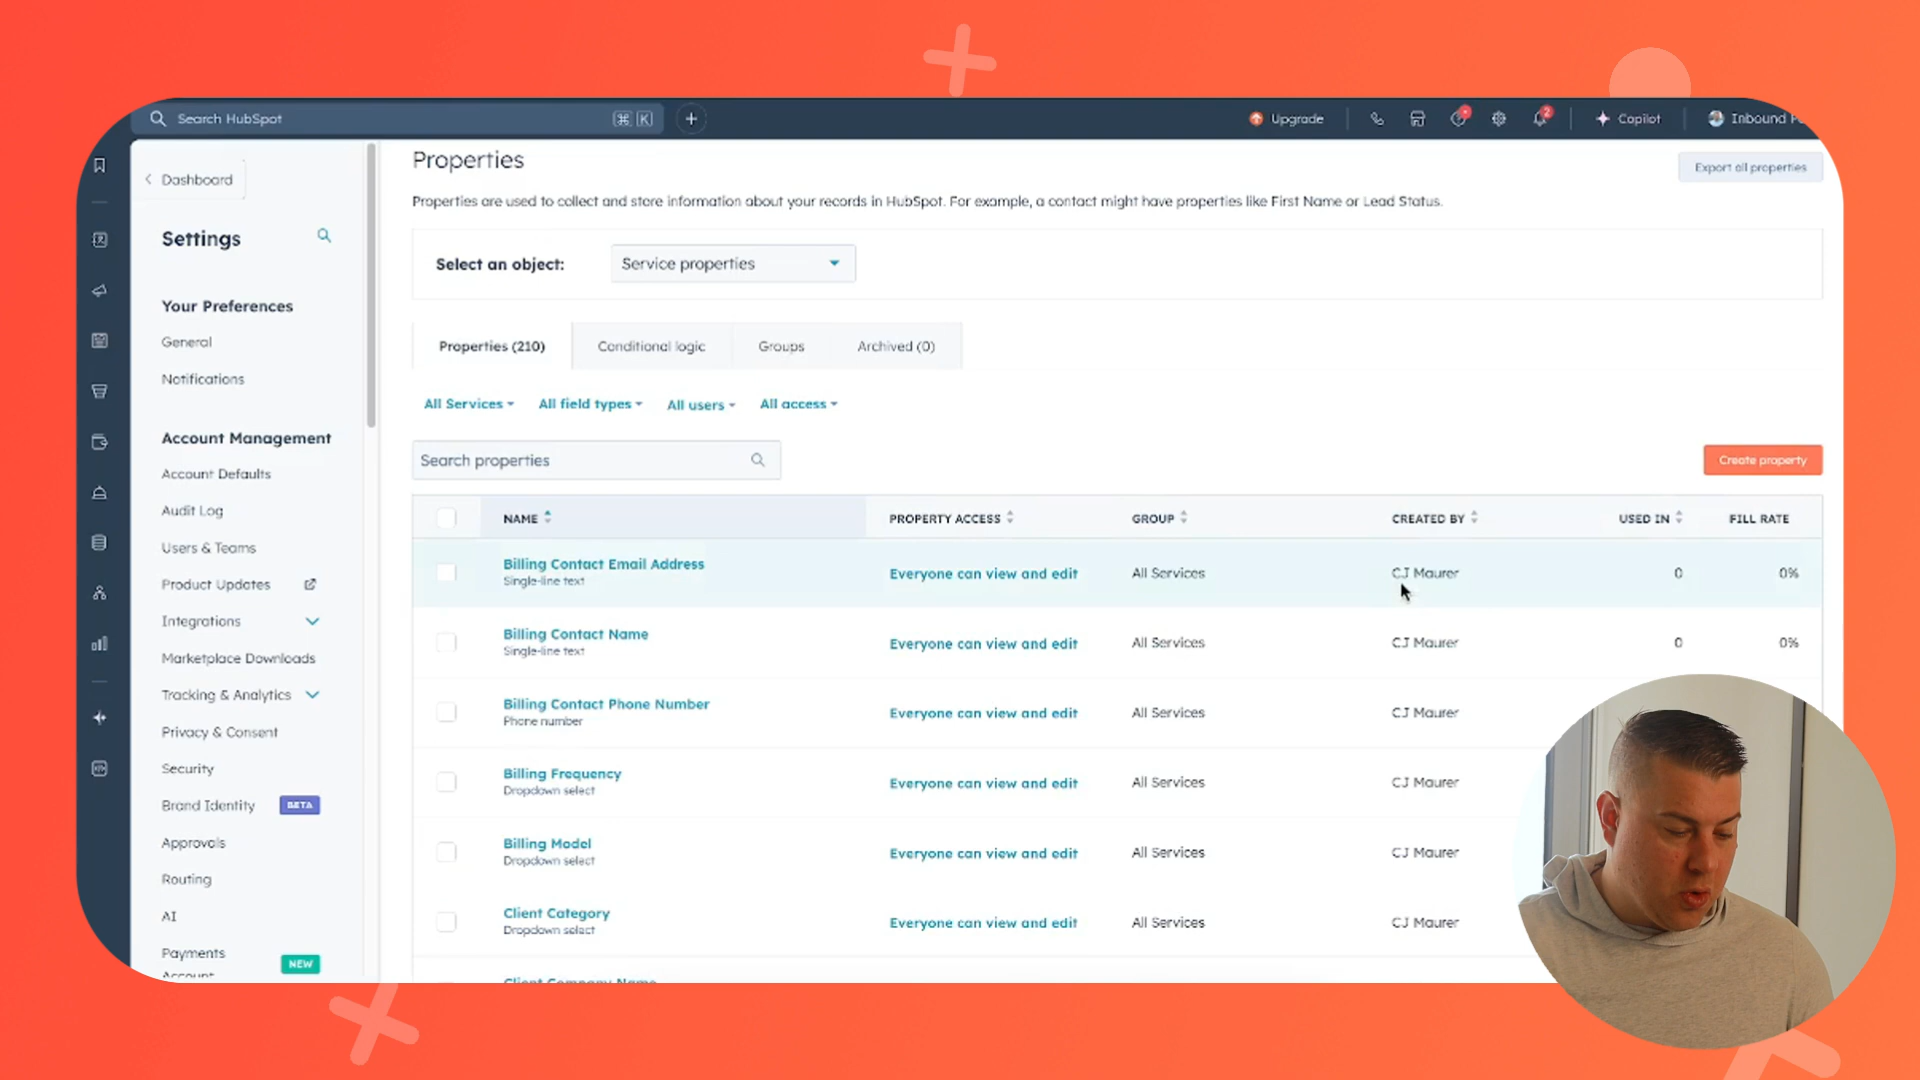 Search HubSpot ⌘ K
Upgrade
2
Copilot
Inbound
Dashboard
Settings
Your Preferences
General
Notifications
Account Management
Account Defaults
Audit Log
Users & Teams
Product Updates
Integrations
Marketplace Downloads
Tracking & Analytics
Privacy & Consent
Security
Brand Identity BETA
Approvals
Routing
AI
Payments
Account NEW
Properties
Export all properties
Properties are used to collect and store information about your records in HubSpot. For example, a contact might have properties like First Name or Lead Status.
Select an object: Service properties
Properties (210) Conditional logic Groups Archived (0)
All Services All field types All users All access
Search properties
Create property
NAME PROPERTY ACCESS GROUP CREATED BY USED IN FILL RATE
Billing Contact Email Address
Single-line text
Everyone can view and edit All Services CJ Maurer 0 0%
Billing Contact Name
Single-line text
Everyone can view and edit All Services CJ Maurer 0 0%
Billing Contact Phone Number
Phone number
Everyone can view and edit All Services CJ Maurer
Billing Frequency
Dropdown select
Everyone can view and edit All Services CJ Maurer
Billing Model
Dropdown select
Everyone can view and edit All Services CJ Maurer
Client Category
Dropdown select
Everyone can view and edit All Services CJ Maurer
Client Company Name